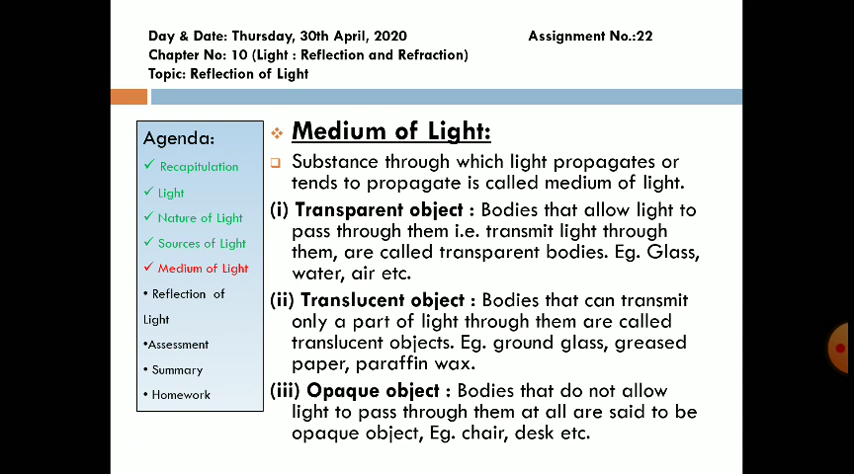 Day & Date: Thursday, 30th April, 2020 Assignment No.:22
Chapter No: 10 (Light : Reflection and Refraction)
Topic: Reflection of Light
Agenda:
✓ Recapitulation
✓ Light
✓ Nature of Light
✓ Sources of Light
✓ Medium of Light
• Reflection of
Light
•Assessment
• Summary
• Homework
❖ Medium of Light:
❑ Substance through which light propagates or
tends to propagate is called medium of light.
(i) Transparent object : Bodies that allow light to
pass through them i.e. transmit light through
them, are called transparent bodies. Eg. Glass,
water, air etc.
(ii) Translucent object : Bodies that can transmit
only a part of light through them are called
translucent objects. Eg. ground glass, greased
paper, paraffin wax.
(iii) Opaque object : Bodies that do not allow
light to pass through them at all are said to be
opaque object, Eg. chair, desk etc.